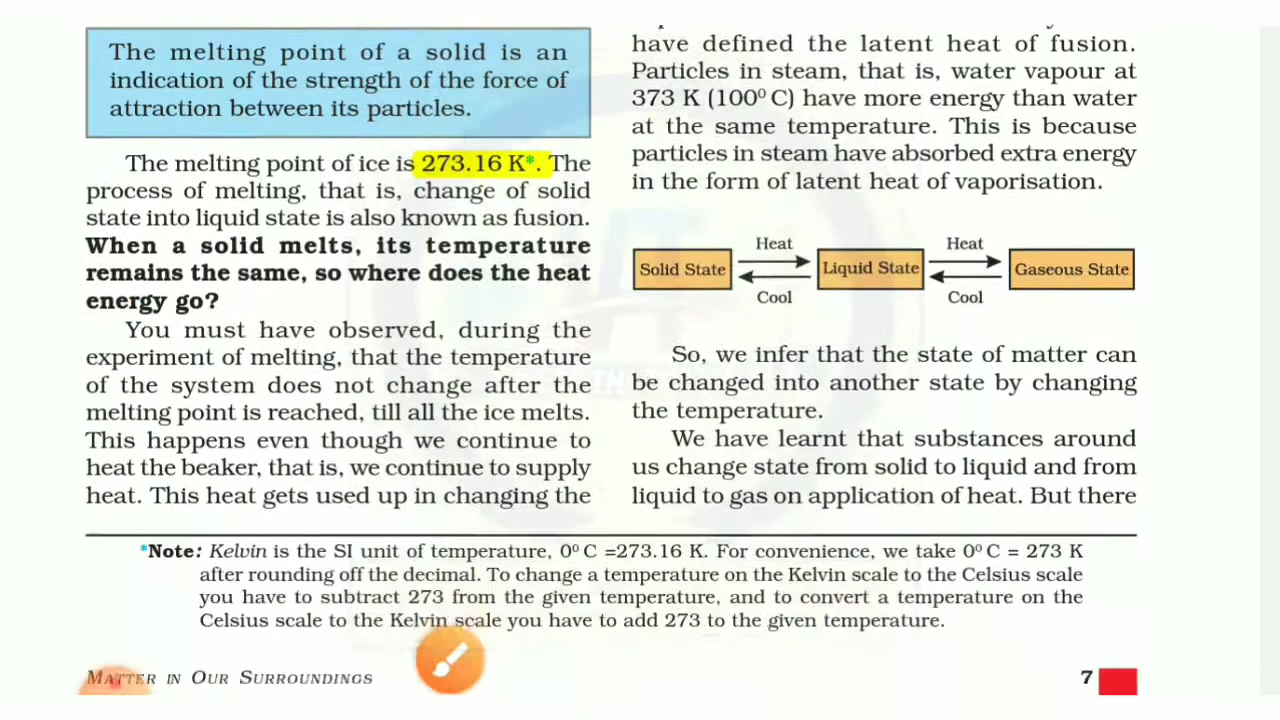 The melting point of a solid is an
indication of the strength of the force of
attraction between its particles.
The melting point of ice is 273.16 K*. The
process of melting, that is, change of solid
state into liquid state is also known as fusion.
When a solid melts, its temperature
remains the same, so where does the heat
energy go?
You must have observed, during the
experiment of melting, that the temperature
of the system does not change after the
melting point is reached, till all the ice melts.
This happens even though we continue to
heat the beaker, that is, we continue to supply
heat. This heat gets used up in changing the
have defined the latent heat of fusion.
Particles in steam, that is, water vapour at
373 K (100⁰ C) have more energy than water
at the same temperature. This is because
particles in steam have absorbed extra energy
in the form of latent heat of vaporisation.
Heat Heat
Solid State Liquid State Gaseous State
Cool Cool
So, we infer that the state of matter can
be changed into another state by changing
the temperature.
We have learnt that substances around
us change state from solid to liquid and from
liquid to gas on application of heat. But there
*Note: Kelvin is the SI unit of temperature, 0⁰ C =273.16 K. For convenience, we take 0⁰ C = 273 K
after rounding off the decimal. To change a temperature on the Kelvin scale to the Celsius scale
you have to subtract 273 from the given temperature, and to convert a temperature on the
Celsius scale to the Kelvin scale you have to add 273 to the given temperature.
MATTER IN OUR SURROUNDINGS 7